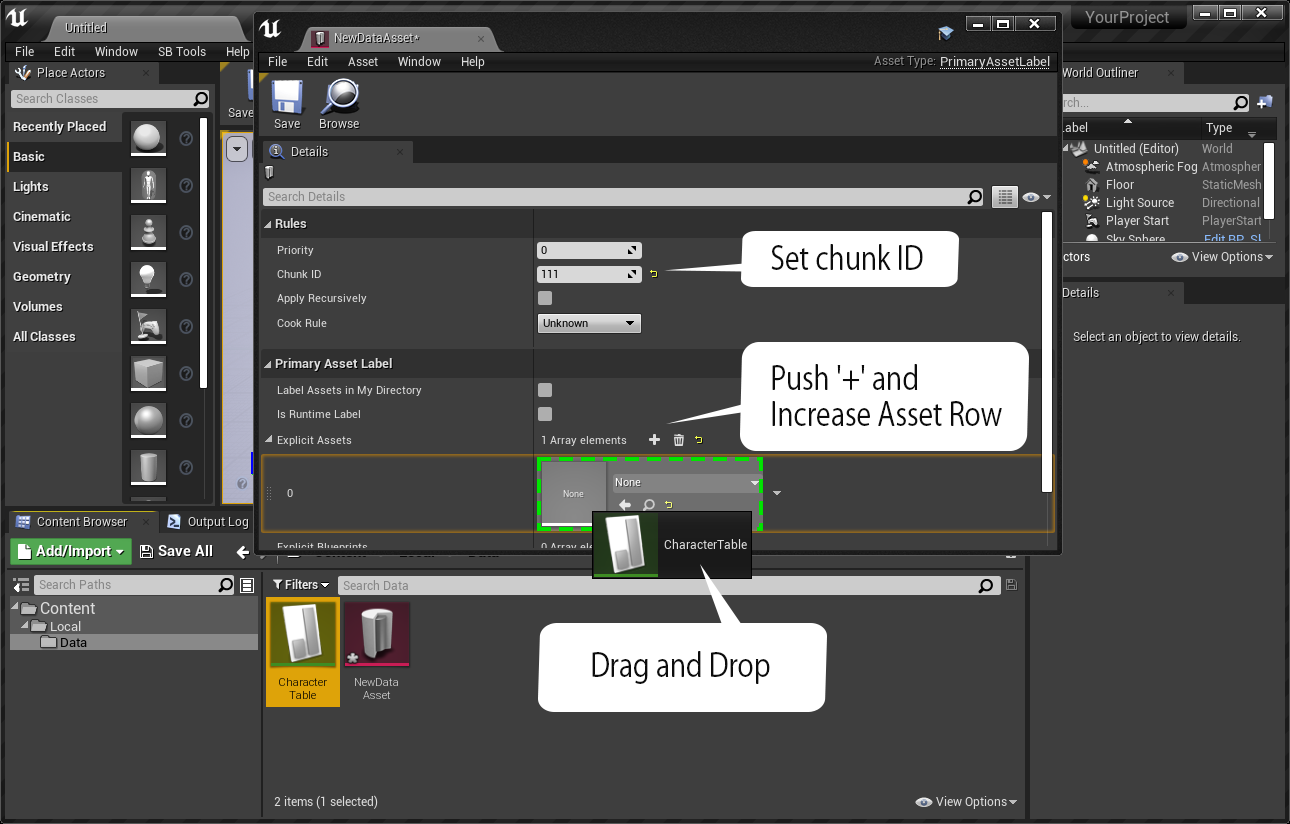 Untitled
File Edit Window SB Tools Help
Place Actors
Search Classes
Recently Placed
Basic
Lights
Cinematic
Visual Effects
Geometry
Volumes
All Classes
Save
NewDataAsset*
File Edit Asset Window Help
Asset Type: PrimaryAssetLabel
Save Browse
Details
Search Details
Rules
Priority 0
Chunk ID 111
Apply Recursively
Cook Rule Unknown
Primary Asset Label
Label Assets in My Directory
Is Runtime Label
Explicit Assets 1 Array elements
0 None None
Explicit Blueprints 0 Array ele
CharacterTable
Set chunk ID
Push '+' and
Increase Asset Row
Drag and Drop
YourProject
World Outliner
rch...
abel Type
Untitled (Editor) World
Atmospheric Fog Atmospher
Floor StaticMesh
Light Source Directional
Player Start PlayerStart
Sky Sphere Edit BP_Sl
ctors View Options
Details
Select an object to view details.
Content Browser Output Log
Add/Import Save All
Search Paths
Content
Local
Data
Filters Search Data
Character
Table
NewData
Asset
2 items (1 selected) View Options